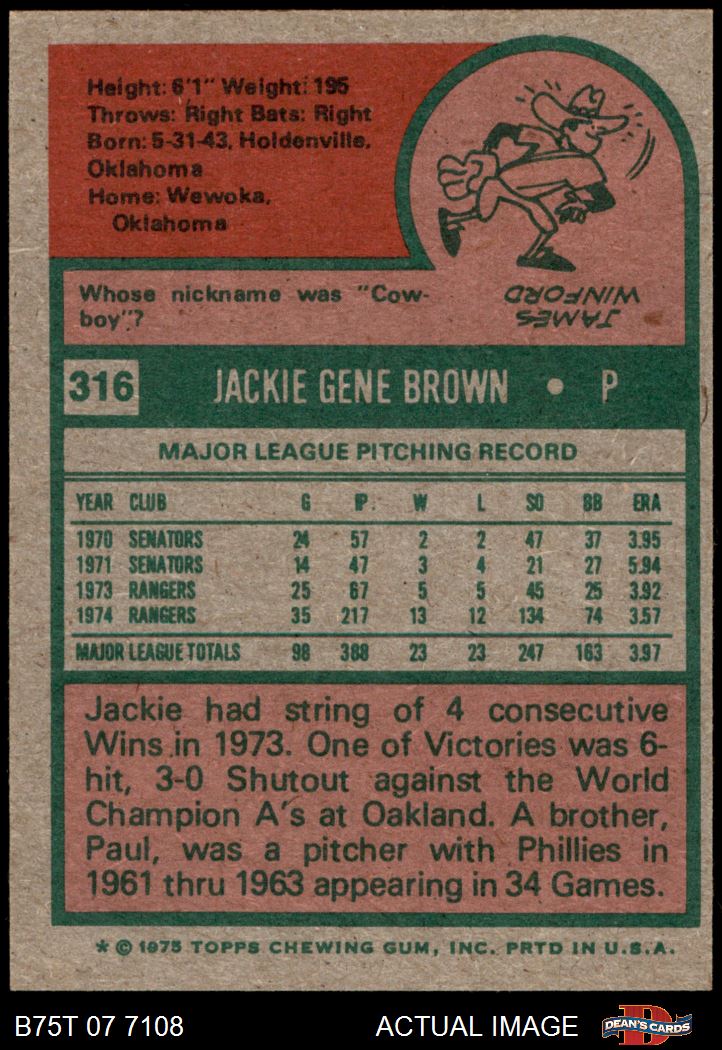 Height: 6'1" Weight: 195
Throws: Right Bats: Right
Born: 5-31-43, Holdenville,
Oklahoma
Home: Wewoka,
Oklahoma
Whose nickname was "Cow-
boy"?
JAMES
WINFORD
316 JACKIE GENE BROWN • P
MAJOR LEAGUE PITCHING RECORD
YEAR CLUB G IP. W L SO BB ERA
1970 SENATORS 24 57 2 2 47 37 3.95
1971 SENATORS 14 47 3 4 21 27 5.94
1973 RANGERS 25 67 5 5 45 25 3.92
1974 RANGERS 35 217 13 12 134 74 3.57
MAJOR LEAGUE TOTALS 98 388 23 23 247 163 3.97
Jackie had string of 4 consecutive
Wins in 1973. One of Victories was 6-
hit, 3-0 Shutout against the World
Champion A's at Oakland. A brother,
Paul, was a pitcher with Phillies in
1961 thru 1963 appearing in 34 Games.
* © 1975 TOPPS CHEWING GUM, INC. PRTD IN U.S.A.
B75T 07 7108 ACTUAL IMAGE D DEAN'S CARDS